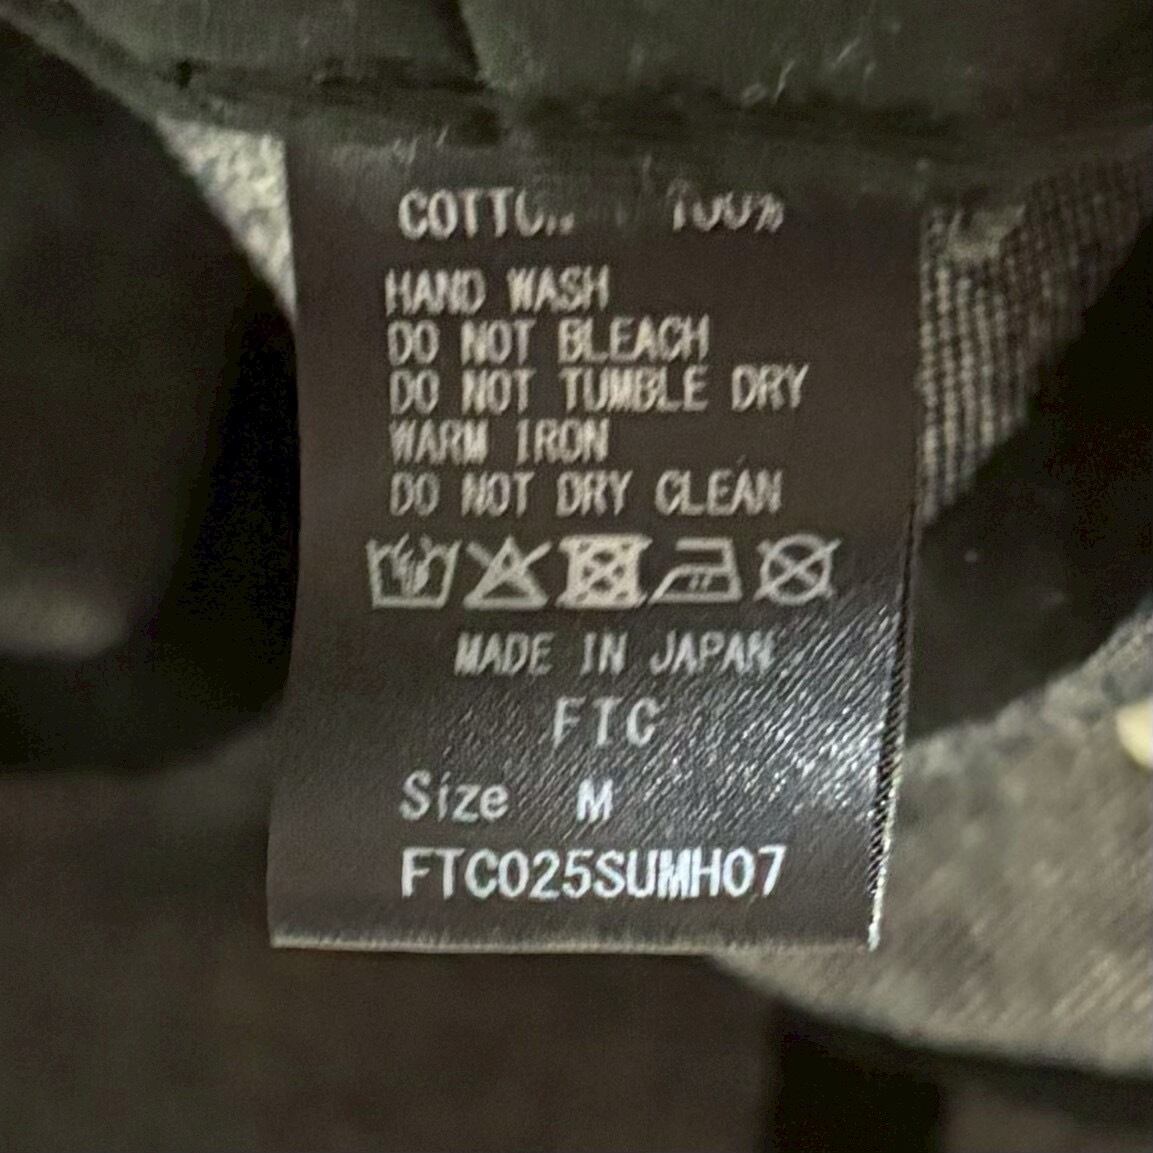 COTTON 100%
HAND WASH
DO NOT BLEACH
DO NOT TUMBLE DRY
WARM IRON
DO NOT DRY CLEAN
MADE IN JAPAN
FTC
Size M
FTC025SUMH07